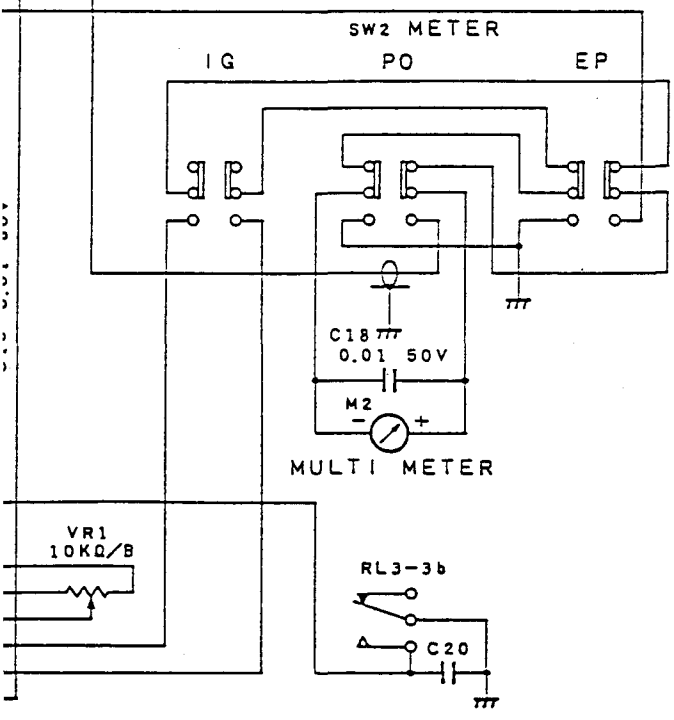 SW2 METER
IG PO EP
C18
0.01 50V
M2
- +
MULTI METER
VR1
10KΩ/B
RL3-3b
C20